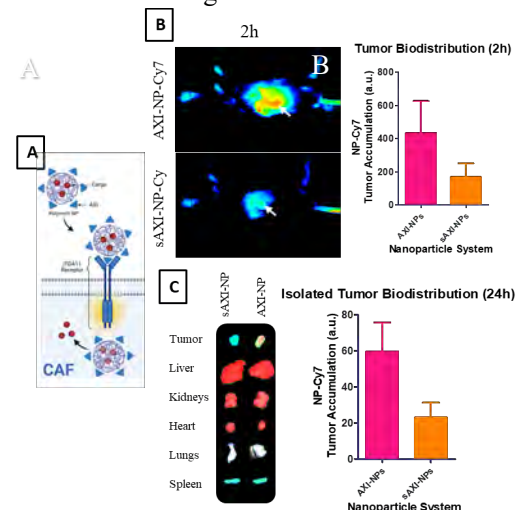 B
2h
A
AXI-NP-Cy7
B
sAXI-NP-Cy
Tumor Biodistribution (2h)
NP-Cy7
Tumor Accumulation (a.u.)
800
600
400
200
0
AXI-NPs
sAXI-NPs
Nanoparticle System
A
Cargo
AXI
Receptor
CAF
C
sAXI-NP
AXI-NP
Tumor
Liver
Kidneys
Heart
Lungs
Spleen
Isolated Tumor Biodistribution (24h)
NP-Cy7
Tumor Accumulation (a.u.)
80
60
40
20
0
AXI-NPs
sAXI-NPs
Nanoparticle System